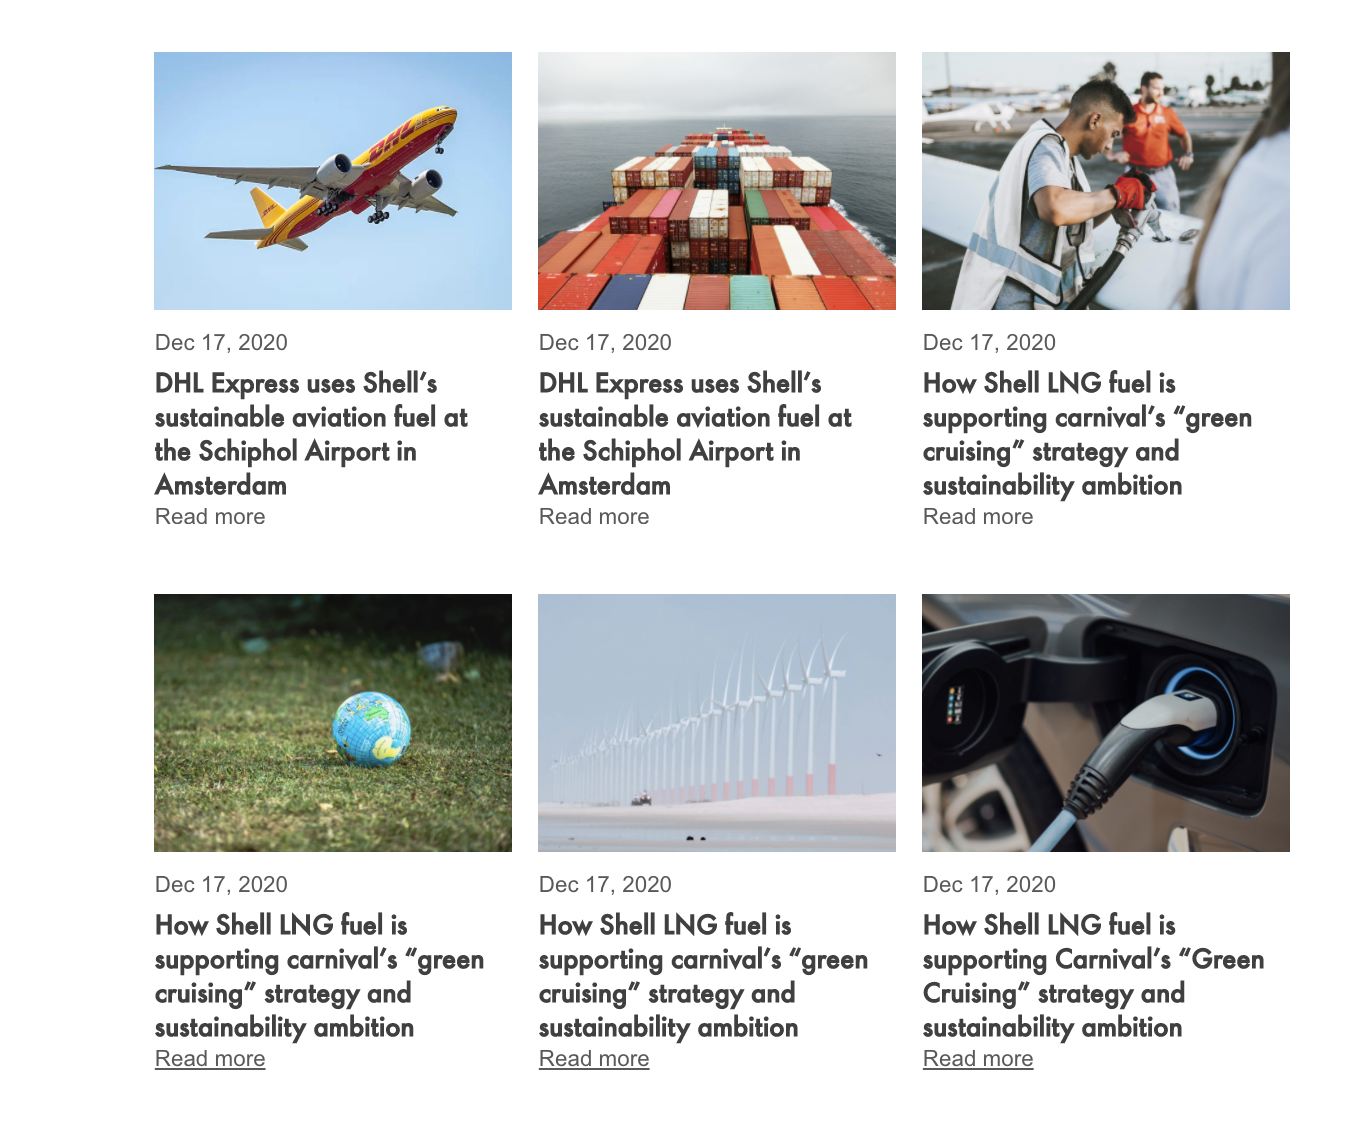 DHL
Dec 17, 2020
DHL Express uses Shell’s
sustainable aviation fuel at
the Schiphol Airport in
Amsterdam
Read more
Dec 17, 2020
DHL Express uses Shell’s
sustainable aviation fuel at
the Schiphol Airport in
Amsterdam
Read more
Dec 17, 2020
How Shell LNG fuel is
supporting carnival’s “green
cruising” strategy and
sustainability ambition
Read more
Dec 17, 2020
How Shell LNG fuel is
supporting carnival’s “green
cruising” strategy and
sustainability ambition
Read more
Dec 17, 2020
How Shell LNG fuel is
supporting carnival’s “green
cruising” strategy and
sustainability ambition
Read more
Dec 17, 2020
How Shell LNG fuel is
supporting Carnival’s “Green
Cruising” strategy and
sustainability ambition
Read more